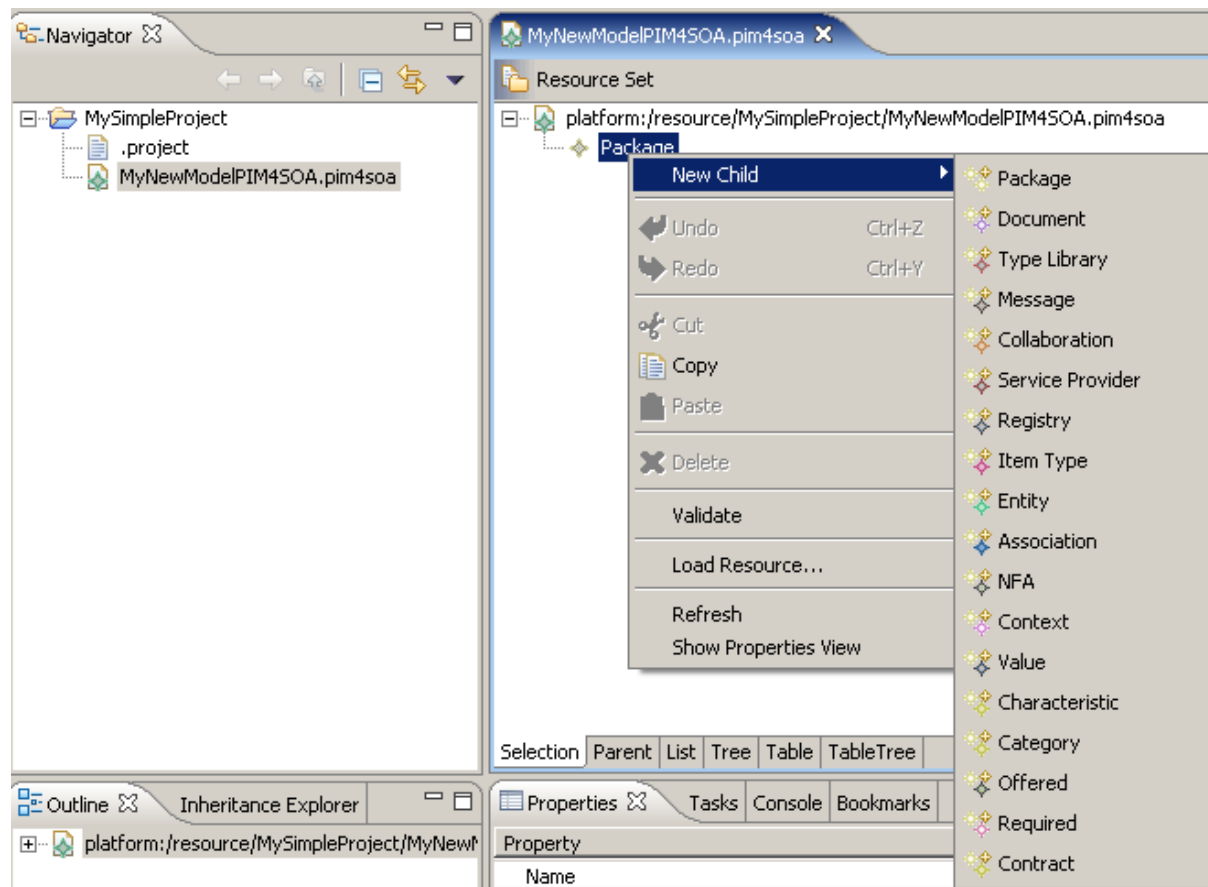 Navigator
MySimpleProject
.project
MyNewModelPIM4SOA.pim4soa
MyNewModelPIM4SOA.pim4soa
Resource Set
platform:/resource/MySimpleProject/MyNewModelPIM4SOA.pim4soa
Package
New Child
Undo Ctrl+Z
Redo Ctrl+Y
Cut
Copy
Paste
Delete
Validate
Load Resource...
Refresh
Show Properties View
Package
Document
Type Library
Message
Collaboration
Service Provider
Registry
Item Type
Entity
Association
NFA
Context
Value
Characteristic
Category
Offered
Required
Contract
Selection Parent List Tree Table TableTree
Outline Inheritance Explorer
platform:/resource/MySimpleProject/MyNewM
Properties Tasks Console Bookmarks
Property
Name